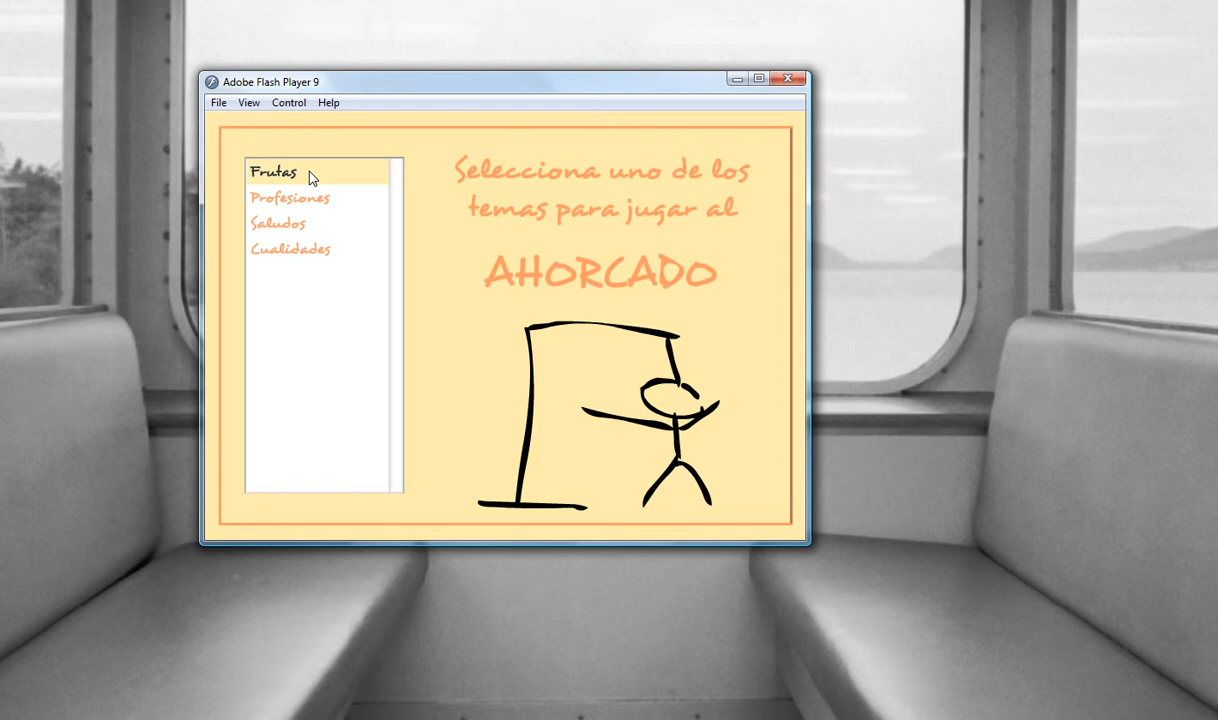 Adobe Flash Player 9
File View Control Help
Frutas
Profesiones
Saludos
Cualidades
Selecciona uno de los
temas para jugar al
AHORCADO